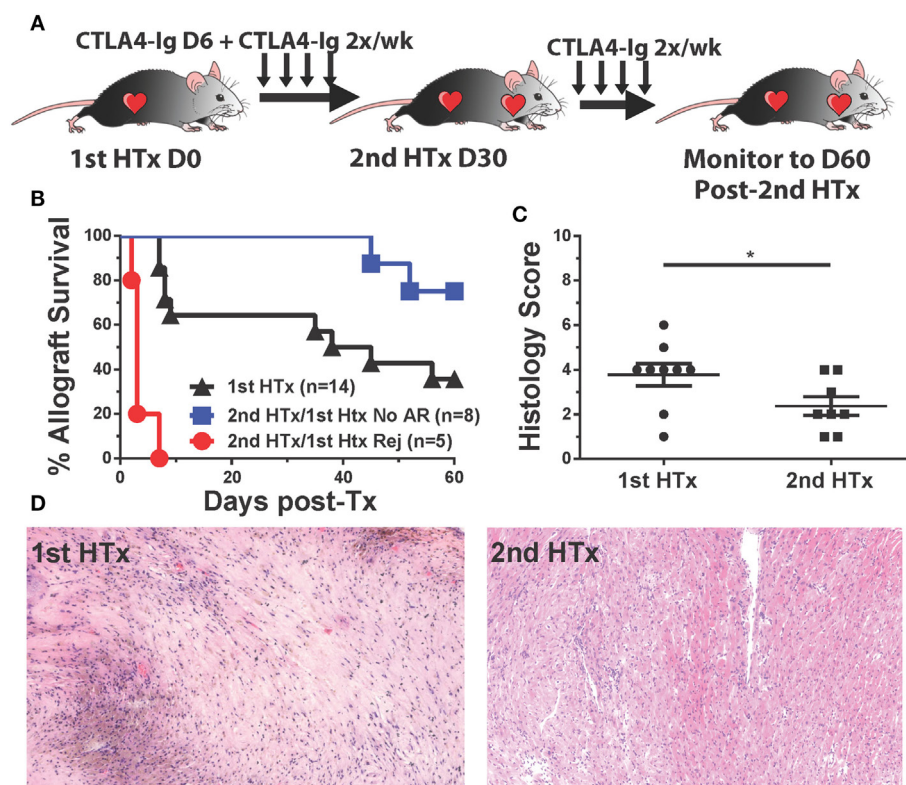 A
CTLA4-Ig D6 + CTLA4-Ig 2x/wk
CTLA4-Ig 2x/wk
1st HTx D0
2nd HTx D30
Monitor to D60
Post-2nd HTx
B
% Allograft Survival
100
80
60
40
20
0
1st HTx (n=14)
2nd HTx/1st Htx No AR (n=8)
2nd HTx/1st Htx Rej (n=5)
0
20
40
60
Days post-Tx
C
Histology Score
10
8
6
4
2
0
*
1st HTx
2nd HTx
D
1st HTx
2nd HTx